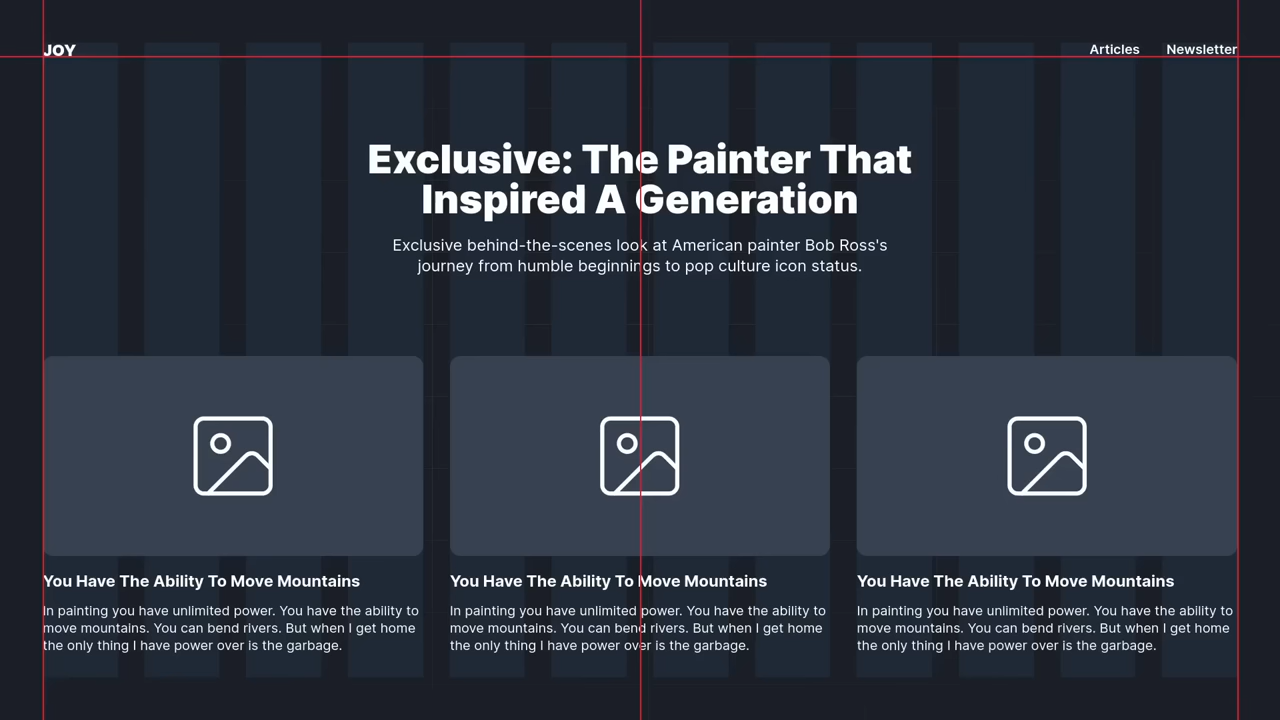 JOY
Articles
Newsletter
Exclusive: The Painter That
Inspired A Generation
Exclusive behind-the-scenes look at American painter Bob Ross's
journey from humble beginnings to pop culture icon status.
You Have The Ability To Move Mountains
In painting you have unlimited power. You have the ability to
move mountains. You can bend rivers. But when I get home
the only thing I have power over is the garbage.
You Have The Ability To Move Mountains
In painting you have unlimited power. You have the ability to
move mountains. You can bend rivers. But when I get home
the only thing I have power over is the garbage.
You Have The Ability To Move Mountains
In painting you have unlimited power. You have the ability to
move mountains. You can bend rivers. But when I get home
the only thing I have power over is the garbage.